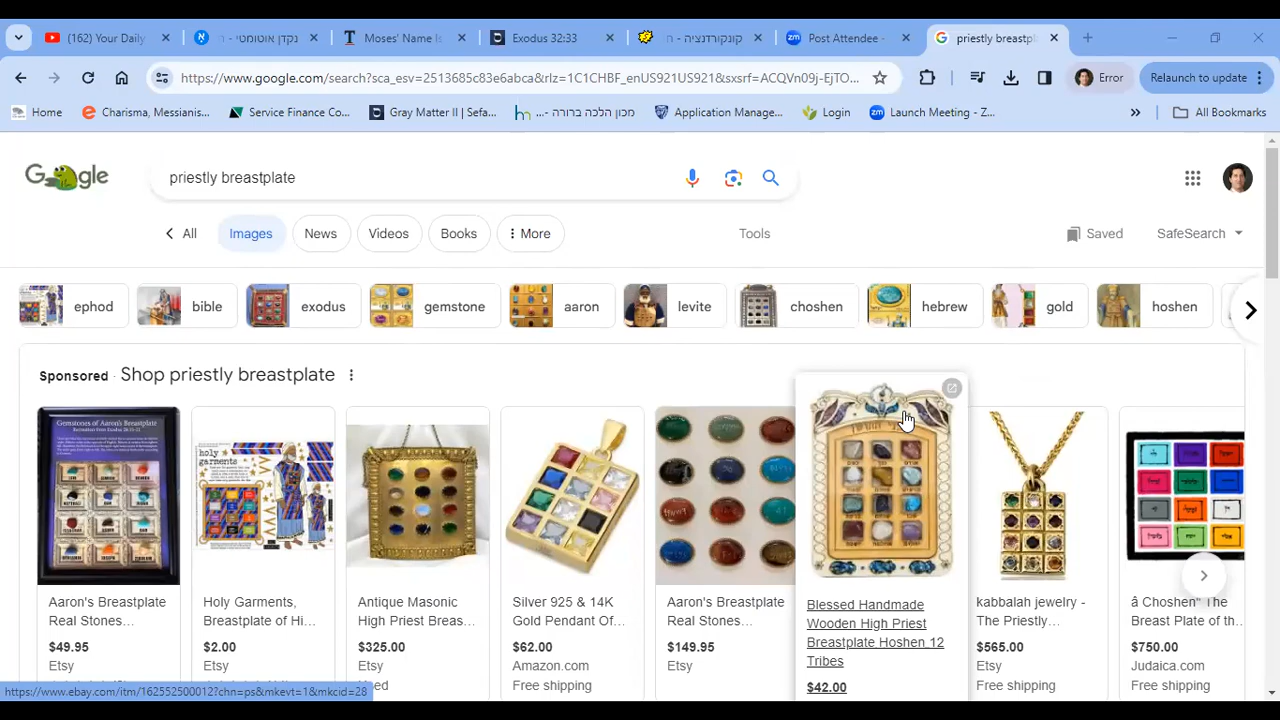 (162) Your Daily
נקדן אוטומטי - ד
Moses' Name Is
Exodus 32:33
קונקורדנציה - ה
Post Attendee -
priestly breastpl
https://www.google.com/search?sca_esv=2513685c83e6abca&rlz=1C1CHBF_enUS921US921&sxsrf=ACQVn09j-EjTO...
Error
Relaunch to update
Home
Charisma, Messianis...
Service Finance Co...
Gray Matter II | Sefa...
מכון הלכה ברורה -...
Application Manage...
Login
Launch Meeting - Z...
All Bookmarks
Google
priestly breastplate
All
Images
News
Videos
Books
More
Tools
Saved
SafeSearch
ephod
bible
exodus
gemstone
aaron
levite
choshen
hebrew
gold
hoshen
Sponsored · Shop priestly breastplate
Gemstones of Aaron's Breastplate
holy
garments
Aaron's Breastplate
Real Stones...
$49.95
Etsy
Holy Garments,
Breastplate of Hi...
$2.00
Etsy
Antique Masonic
High Priest Breas...
$325.00
Etsy
Used
Silver 925 & 14K
Gold Pendant Of...
$62.00
Amazon.com
Free shipping
Aaron's Breastplate
Real Stones...
$149.95
Etsy
Blessed Handmade
Wooden High Priest
Breastplate Hoshen 12
Tribes
$42.00
kabbalah jewelry -
The Priestly...
$565.00
Etsy
Free shipping
â Choshen" The
Breast Plate of th...
$750.00
Judaica.com
Free shipping
https://www.ebay.com/itm/162552500012?chn=ps&mkevt=1&mkcid=28